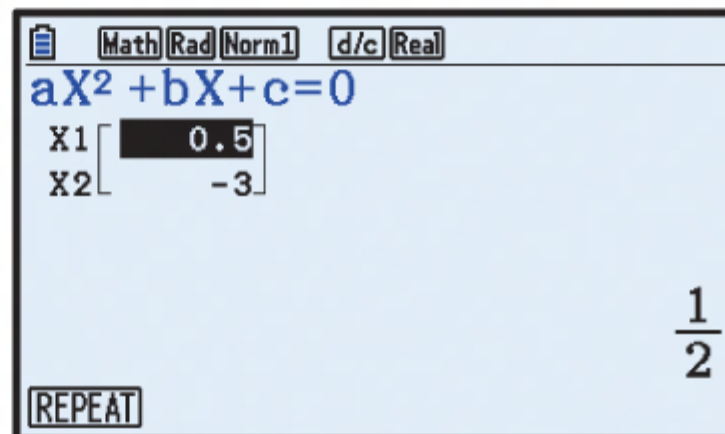 Math Rad Norm1 d/c Real
aX² +bX+c=0
X1[ 0.5]
X2[ -3]
1
2
REPEAT